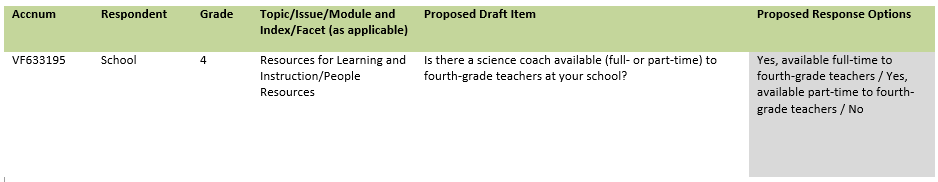 Accnum Respondent Grade Topic/Issue/Module and Index/Facet (as applicable) Proposed Draft Item Proposed Response Options
VF633195 School 4
Resources for Learning and
Instruction/People
Resources
Is there a science coach available (full- or part-time) to
fourth-grade teachers at your school?
Yes, available full-time to
fourth-grade teachers / Yes,
available part-time to fourth-
grade teachers / No